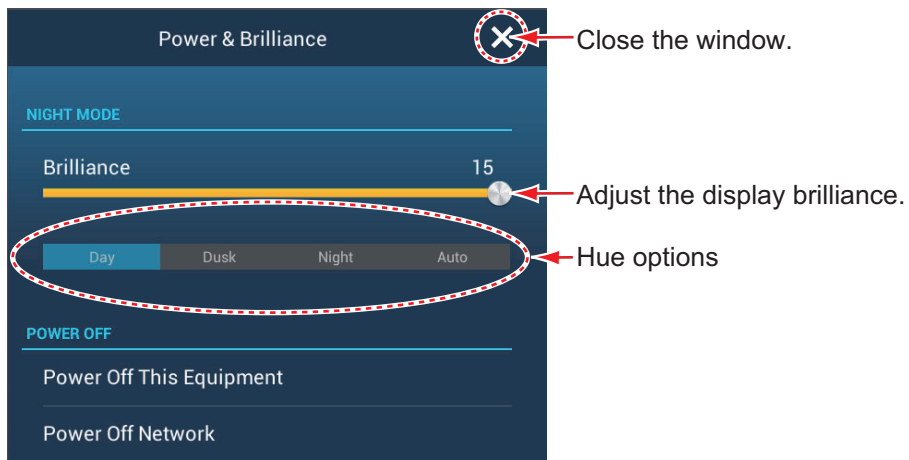 Power & Brilliance
Close the window.
NIGHT MODE
Brilliance 15
Adjust the display brilliance.
Day Dusk Night Auto
Hue options
POWER OFF
Power Off This Equipment
Power Off Network